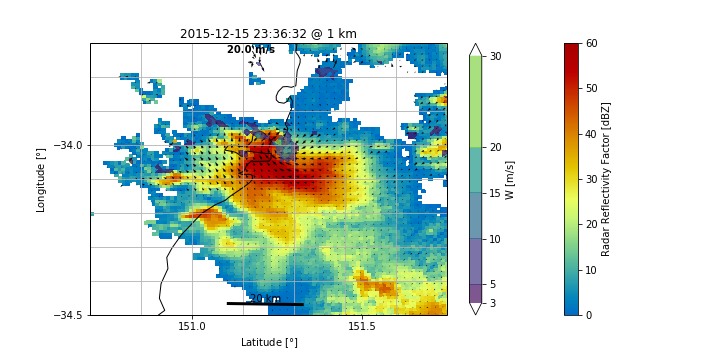 2015-12-15 23:36:32 @ 1 km
20.0 m/s
−34.0
−34.5
Longitude [°]
20 km
151.0
151.5
Latitude [°]
30
20
15
10
5
3
W [m/s]
60
50
40
30
20
10
0
Radar Reflectivity Factor [dBZ]